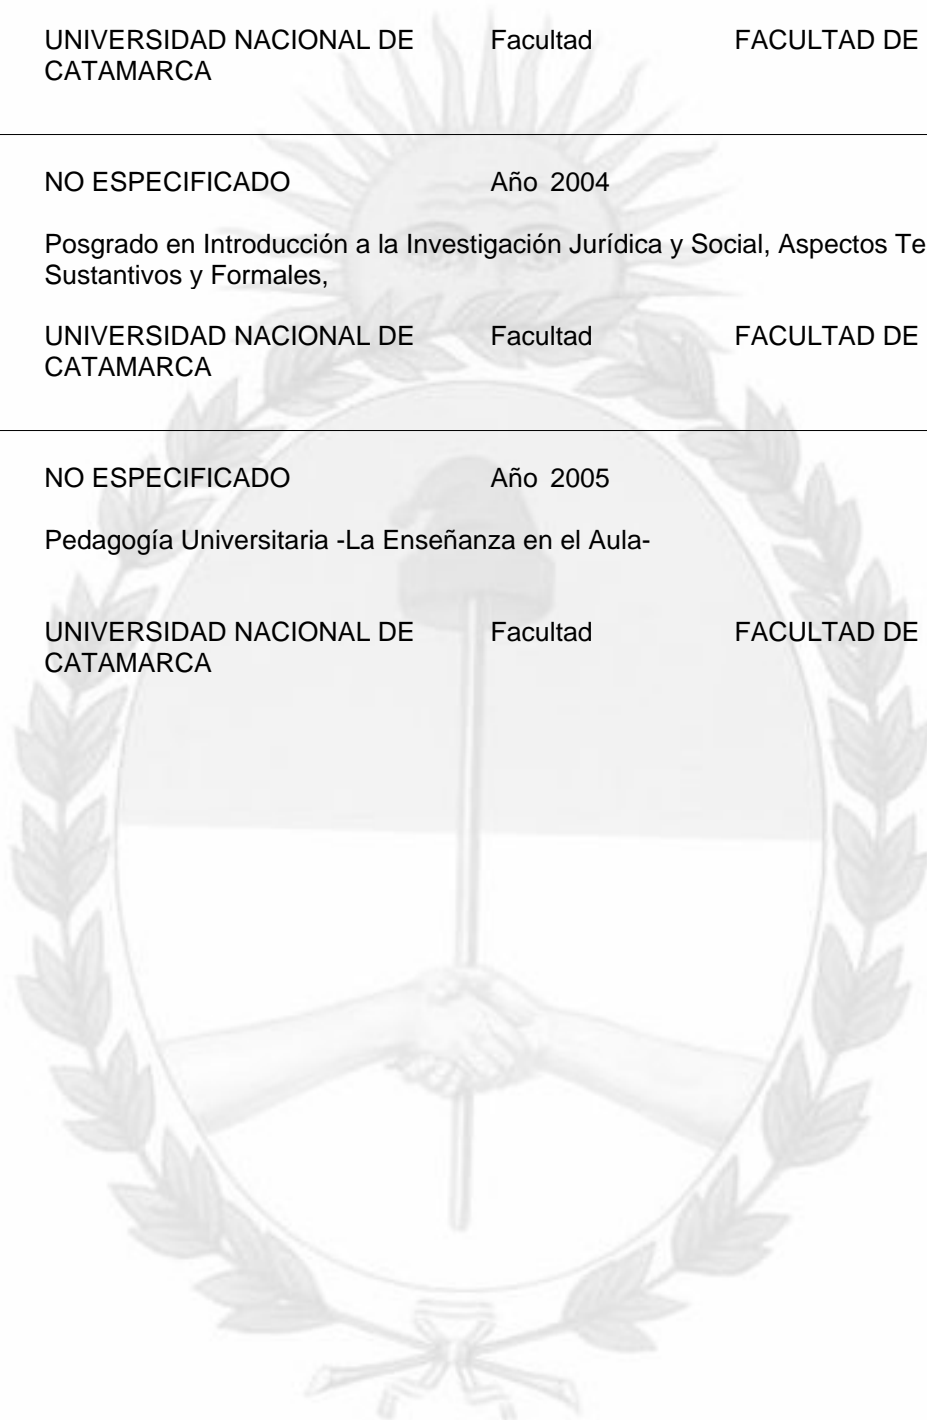 UNIVERSIDAD NACIONAL DE Facultad FACULTAD DE
CATAMARCA
NO ESPECIFICADO Año 2004
Posgrado en Introducción a la Investigación Jurídica y Social, Aspectos Te
Sustantivos y Formales,
UNIVERSIDAD NACIONAL DE Facultad FACULTAD DE
CATAMARCA
NO ESPECIFICADO Año 2005
Pedagogía Universitaria -La Enseñanza en el Aula-
UNIVERSIDAD NACIONAL DE Facultad FACULTAD DE
CATAMARCA